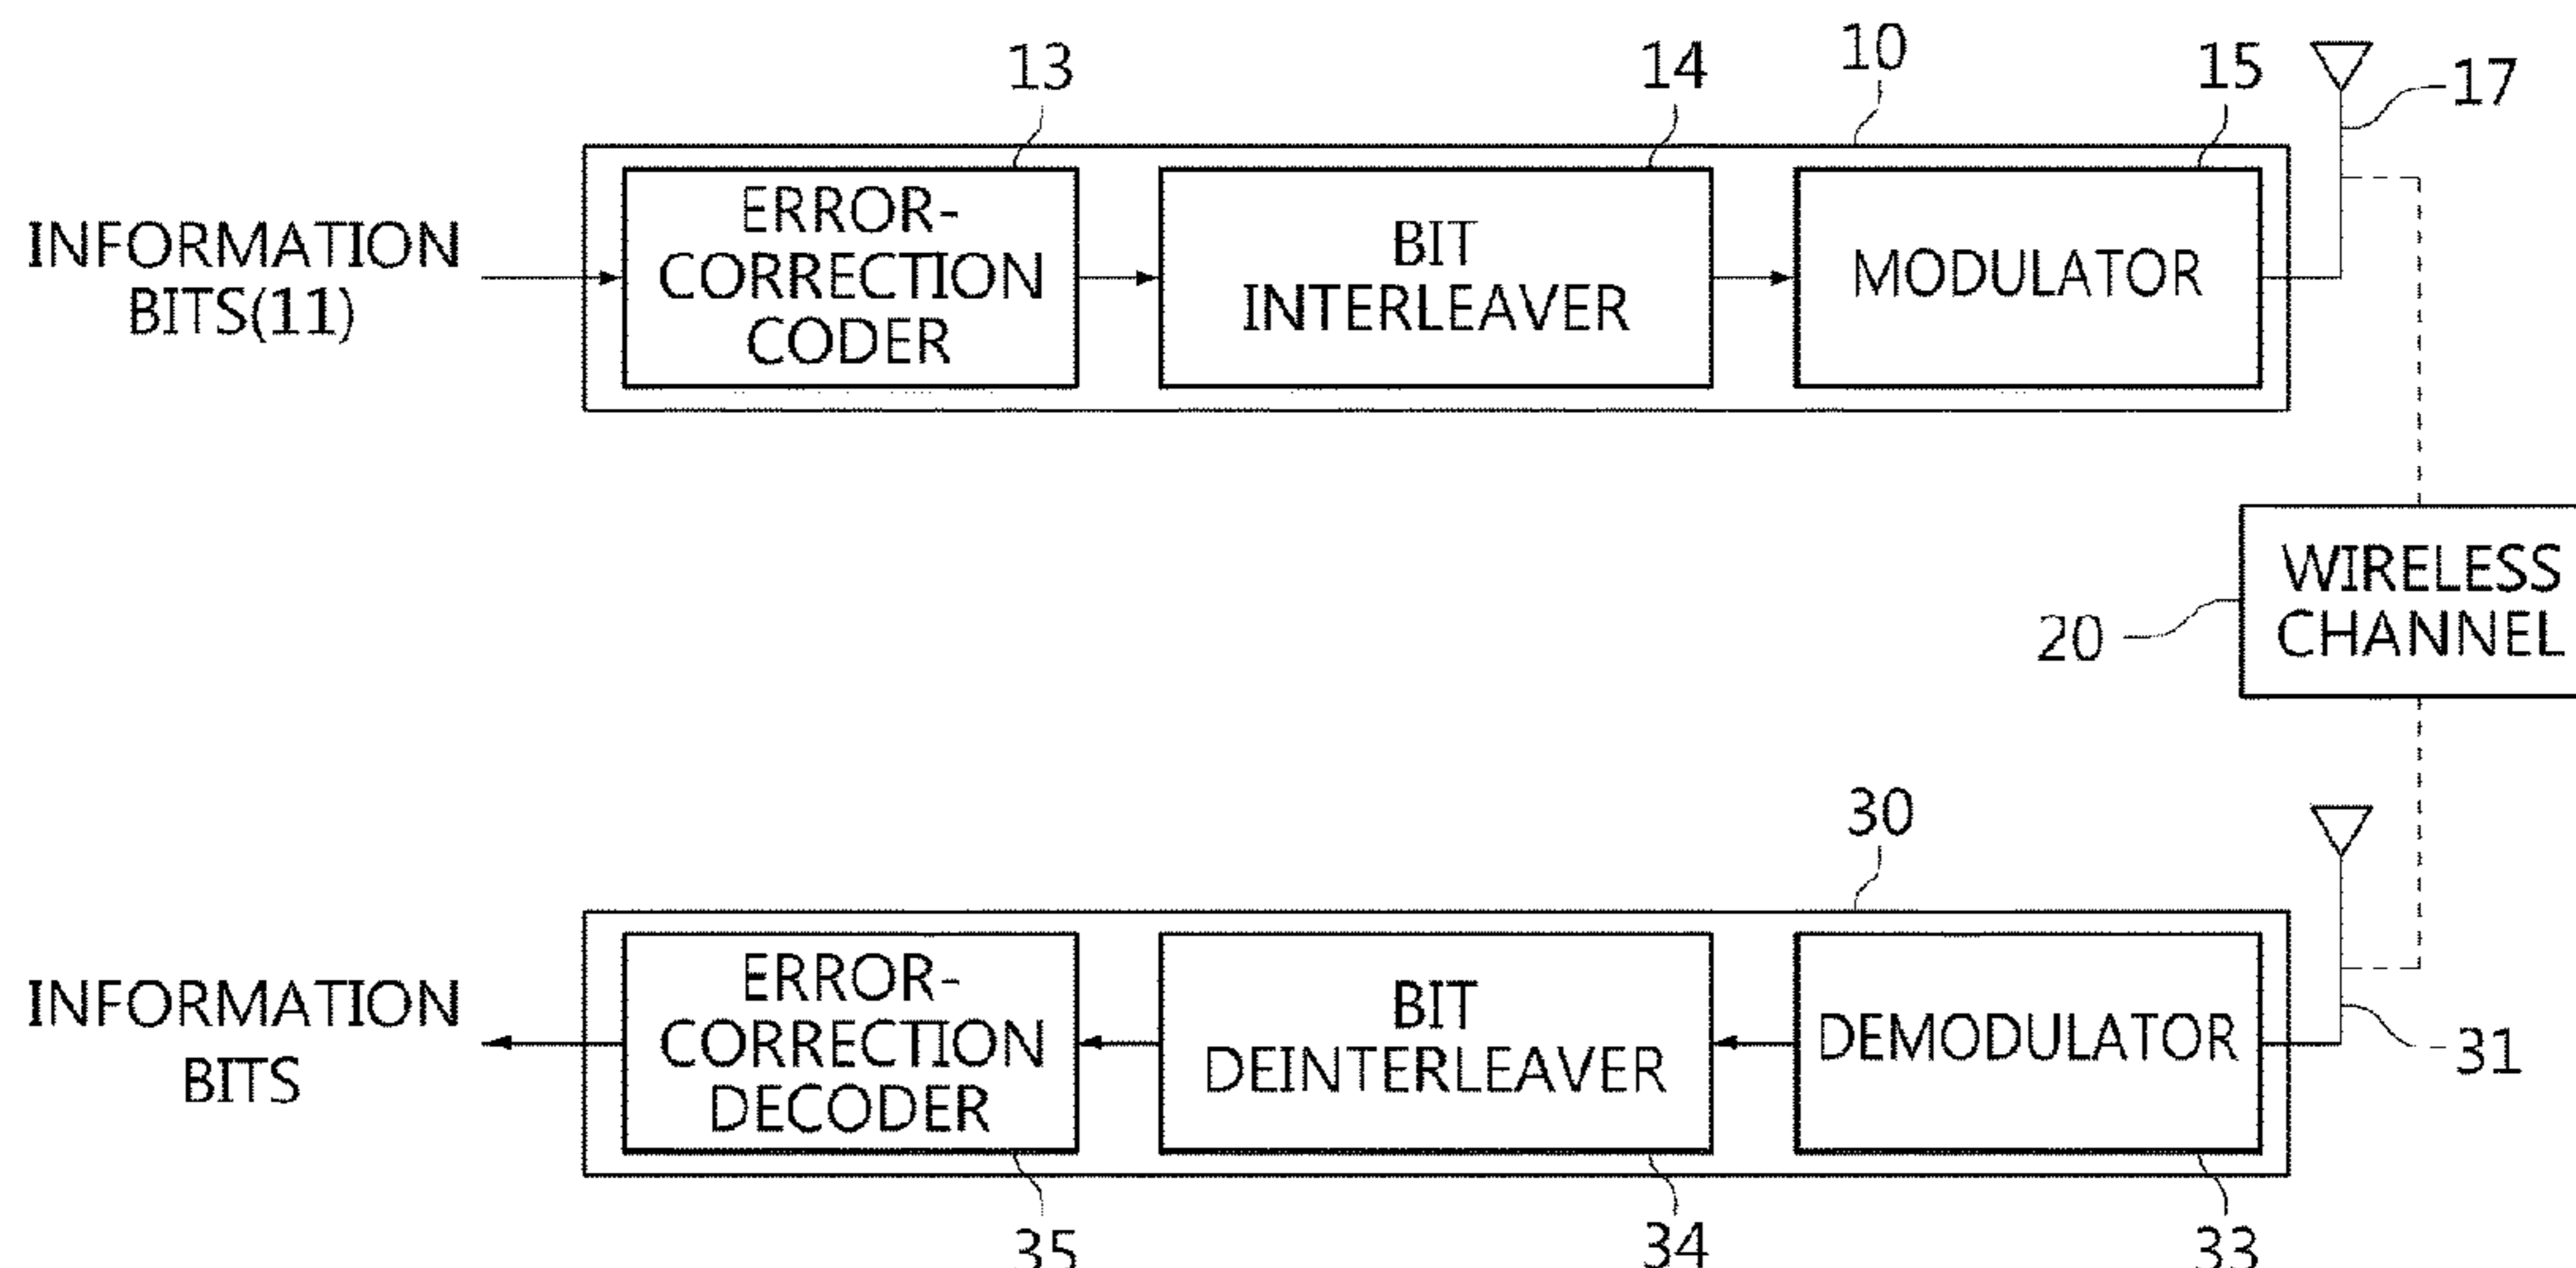 13
14
10
15
17
INFORMATION
BITS(11)
ERROR-
CORRECTION
CODER
BIT
INTERLEAVER
MODULATOR
WIRELESS
CHANNEL
20
30
INFORMATION
BITS
ERROR-
CORRECTION
DECODER
BIT
DEINTERLEAVER
DEMODULATOR
31
35
34
33